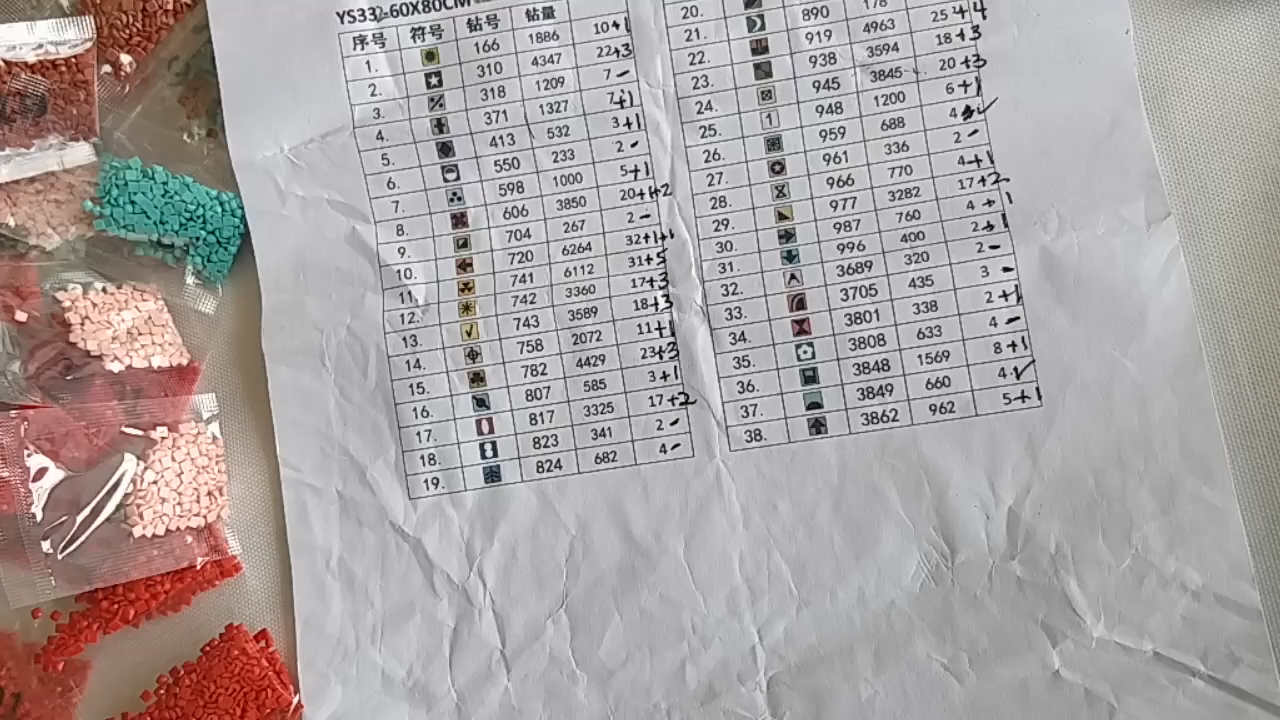 YS332-60X80CM
序号 符号 钻号 钻量
1. 166 1886 10+1
2. 310 4347 22+3
3. 318 1209 7-
4. 371 1327 7+1
5. 413 532 3+1
6. 550 233 2-
7. 598 1000 5+1
8. 606 3850 20+1+2
9. 704 267 2-
10. 720 6264 32+1+1
11. 741 6112 31+5
12. 742 3360 17+3
13. 743 3589 18+3
14. 758 2072 11+1
15. 782 4429 23+3
16. 807 585 3+1
17. 817 3325 17+2
18. 823 341 2-
19. 824 682 4-
20.
21. 890 178
22. 919 4963 25+4
23. 938 3594 18+3
24. 945 3845 20+3
25. 1 948 1200 6+1
26. 959 688 4 ✓
27. 961 336 2-
28. 966 770 4+1
29. 977 3282 17+2
30. 987 760 4+1
31. 996 400 2+1
32. 3689 320 2-
33. 3705 435 3-
34. 3801 338 2+1
35. 3808 633 4-
36. 3848 1569 8+1
37. 3849 660 4✓
38. 3862 962 5+1